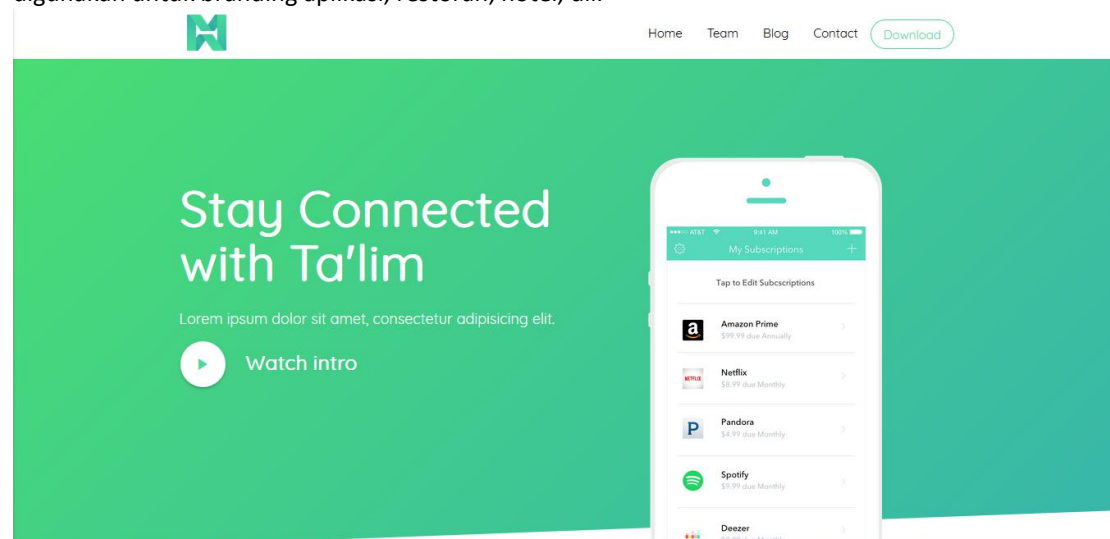 digunakan untuk branding aplikasi, restoran, hotel, dll.
Home Team Blog Contact Download
Stay Connected
with Ta'lim
Lorem ipsum dolor sit amet, consectetur adipisicing elit.
Watch intro
AT&T 9:41 AM 100%
My Subscriptions
Tap to Edit Subcscriptions
a
Amazon Prime
$99.99 due Annually
NETFLIX
Netflix
$8.99 due Monthly
P
Pandora
$4.99 due Monthly
Spotify
$9.99 due Monthly
Deezer